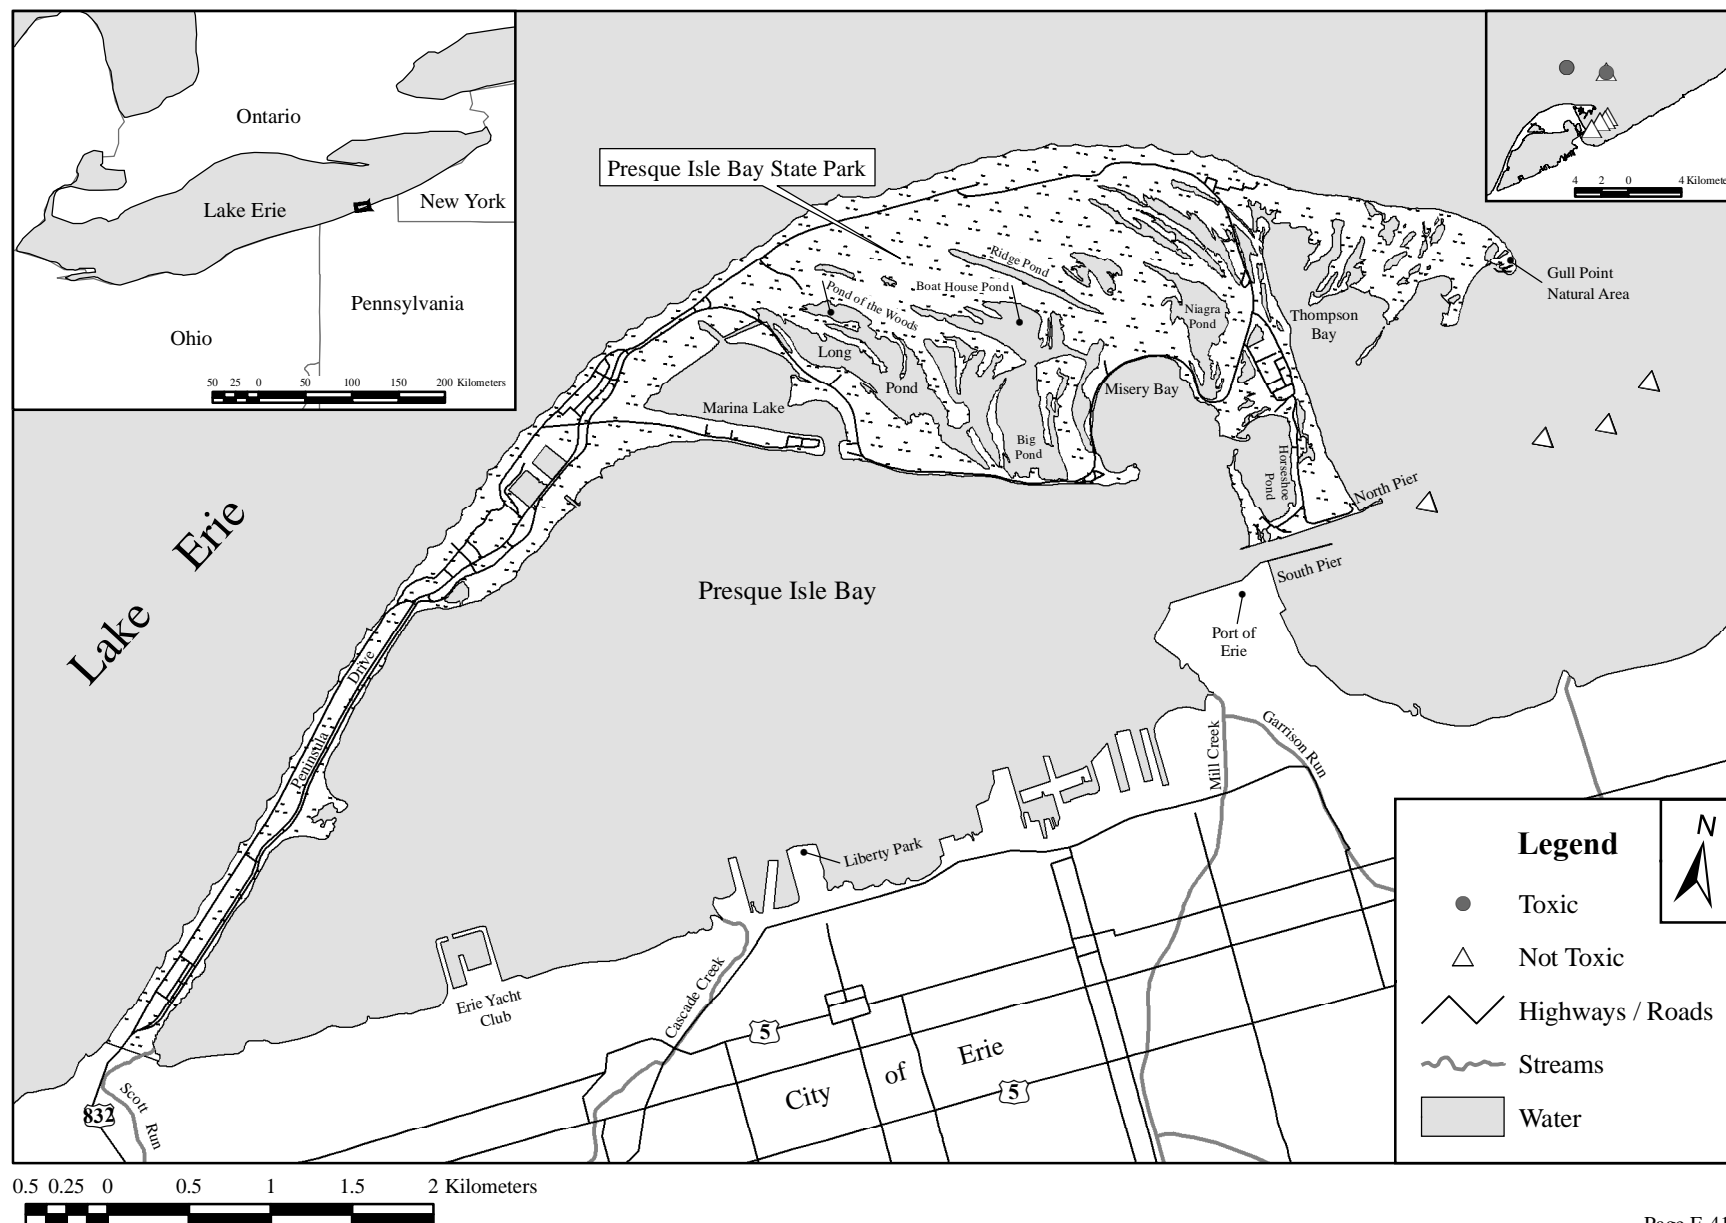 Ontario
Lake Erie
New York
Pennsylvania
Ohio
50 25 0 50 100 150 200 Kilometers
Presque Isle Bay State Park
4 2 0 4
Gull Point
Natural Area
Ridge Pond
Boat House Pond
Pond of the Woods
Niagra
Pond
Thompson
Bay
Long
Pond
Misery Bay
Marina Lake
Big
Pond
Horseshoe
Pond
North Pier
South Pier
Lake Erie
Presque Isle Bay
Port of
Erie
Peninsula Drive
Mill Creek
Garrison Run
Liberty Park
Cascade Creek
Erie Yacht
Club
Scott Run
832
5
5
City of Erie
Legend
N
Toxic
Not Toxic
Highways / Roads
Streams
Water
0.5 0.25 0 0.5 1 1.5 2 Kilometers